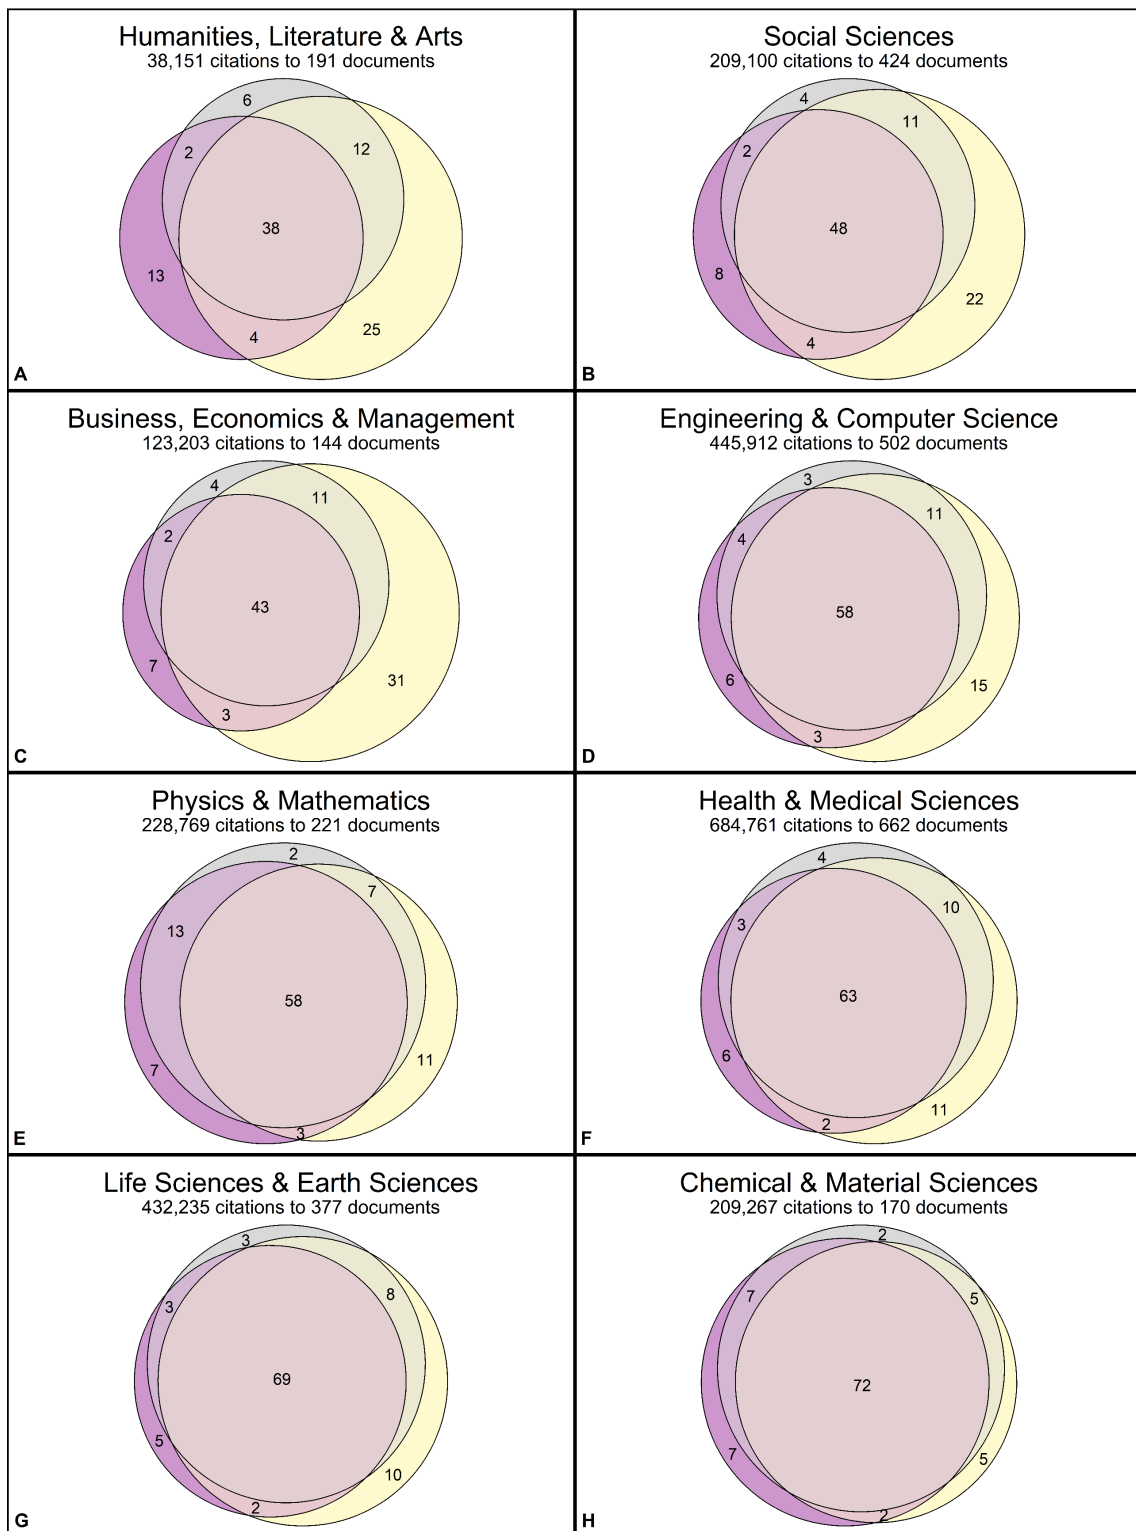 Humanities, Literature & Arts
38,151 citations to 191 documents
6
2
12
38
13
4
25
A
Social Sciences
209,100 citations to 424 documents
4
11
2
48
8
22
4
B
Business, Economics & Management
123,203 citations to 144 documents
4
11
2
43
7
31
3
C
Engineering & Computer Science
445,912 citations to 502 documents
3
11
4
58
6
15
3
D
Physics & Mathematics
228,769 citations to 221 documents
2
7
13
58
7
11
3
E
Health & Medical Sciences
684,761 citations to 662 documents
4
10
3
63
6
11
2
F
Life Sciences & Earth Sciences
432,235 citations to 377 documents
3
8
3
69
5
10
2
G
Chemical & Material Sciences
209,267 citations to 170 documents
2
7
5
72
7
5
2
H